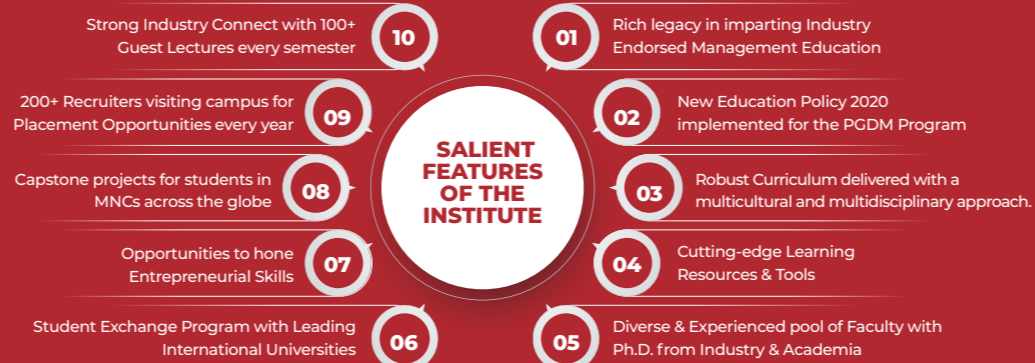 SALIENT
FEATURES
OF THE
INSTITUTE
01
Rich legacy in imparting Industry
Endorsed Management Education
02
New Education Policy 2020
implemented for the PGDM Program
03
Robust Curriculum delivered with a
multicultural and multidisciplinary approach.
04
Cutting-edge Learning
Resources & Tools
05
Diverse & Experienced pool of Faculty with
Ph.D. from Industry & Academia
06
Student Exchange Program with Leading
International Universities
07
Opportunities to hone
Entrepreneurial Skills
08
Capstone projects for students in
MNCs across the globe
09
200+ Recruiters visiting campus for
Placement Opportunities every year
10
Strong Industry Connect with 100+
Guest Lectures every semester